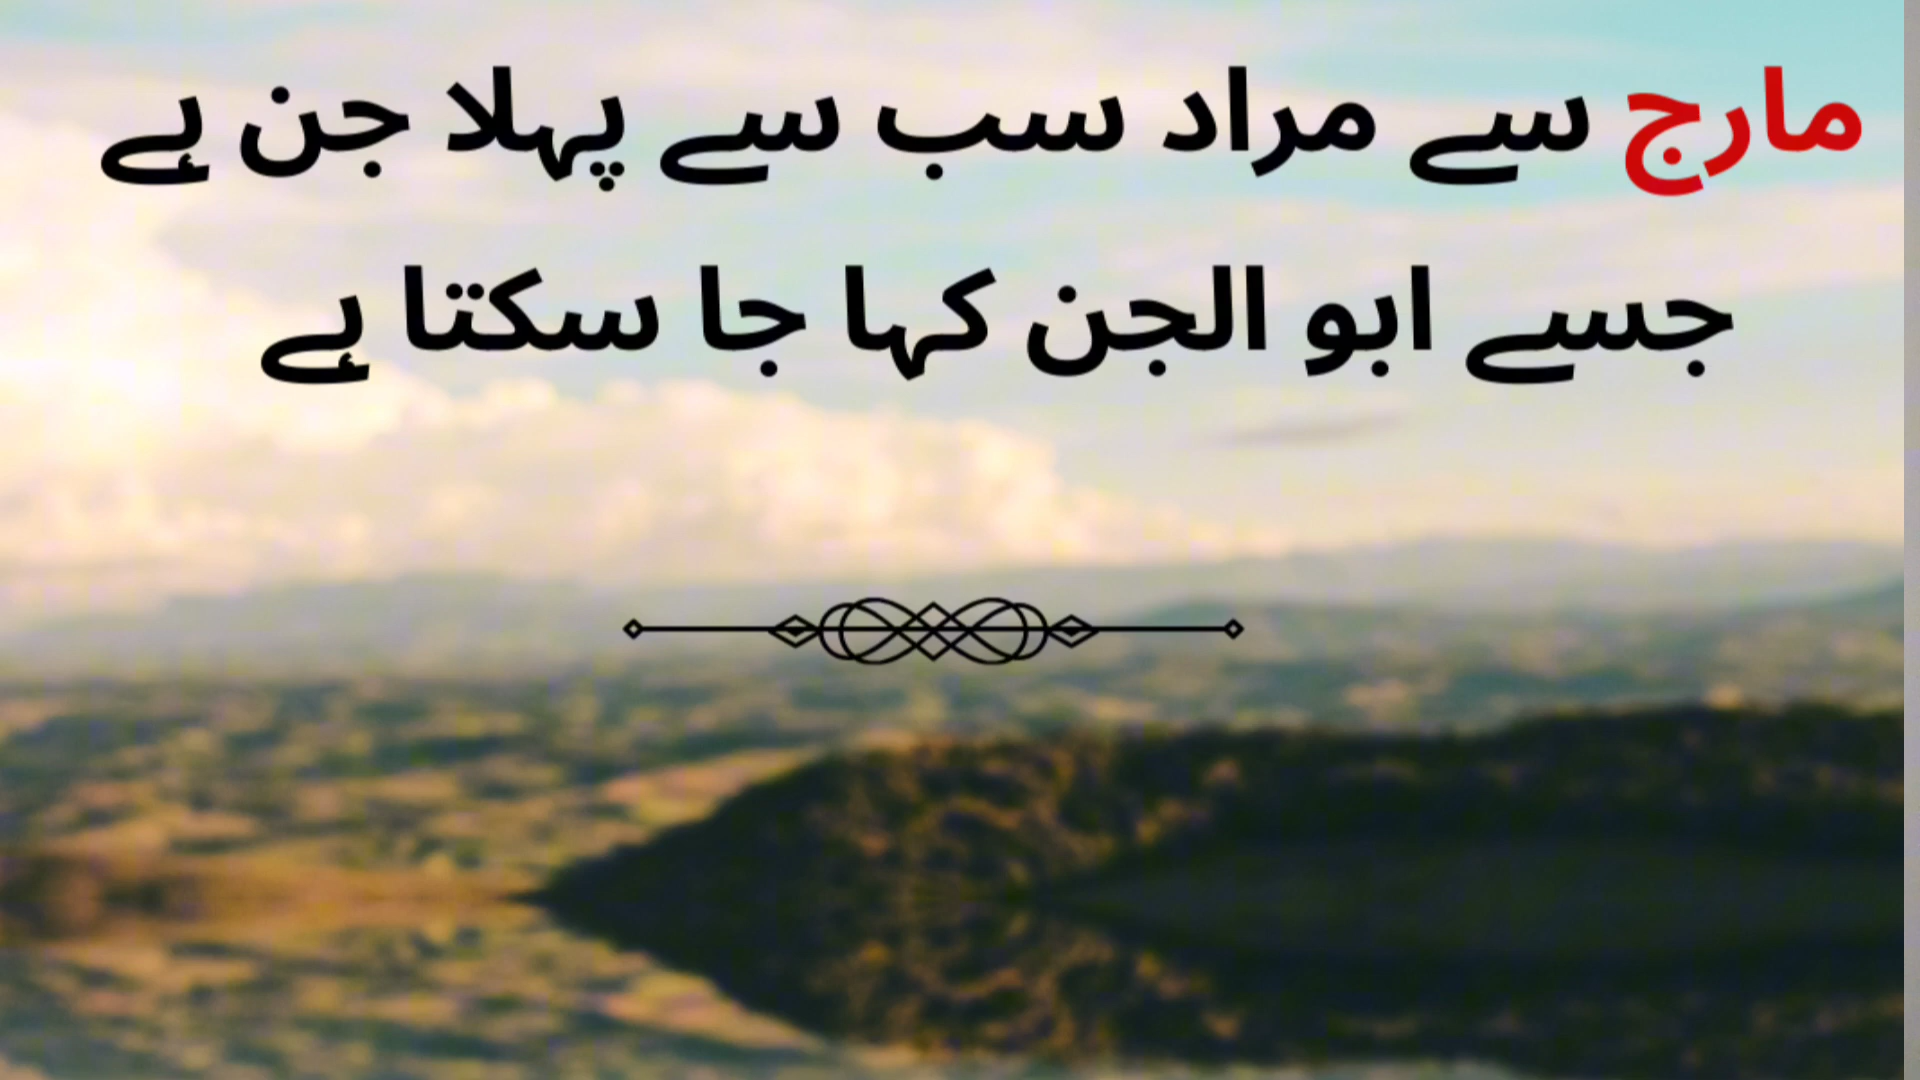 مارج سے مراد سب سے پہلا جن ہے
جسے ابو الجن کہا جا سکتا ہے